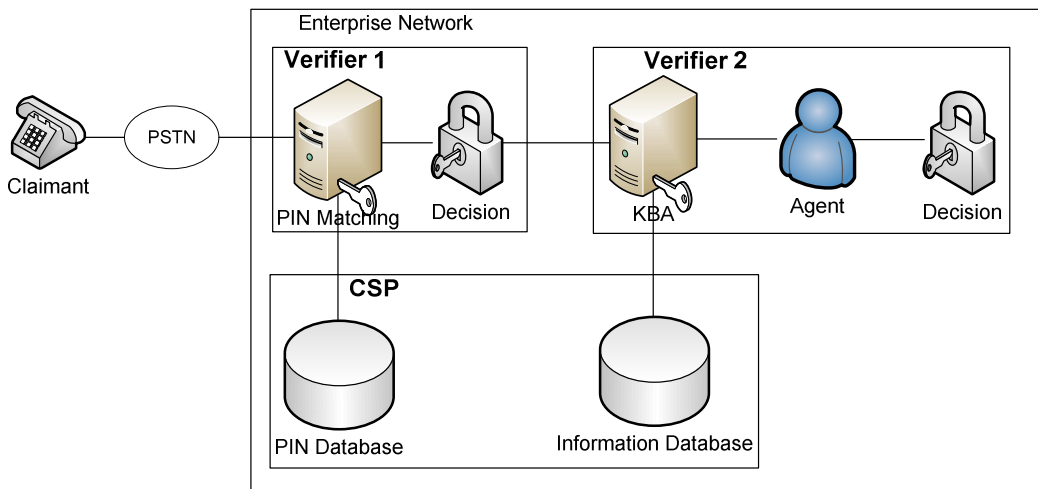 Enterprise Network
Verifier 1
Verifier 2
PSTN
Claimant
PIN Matching
Decision
KBA
Agent
Decision
CSP
PIN Database
Information Database